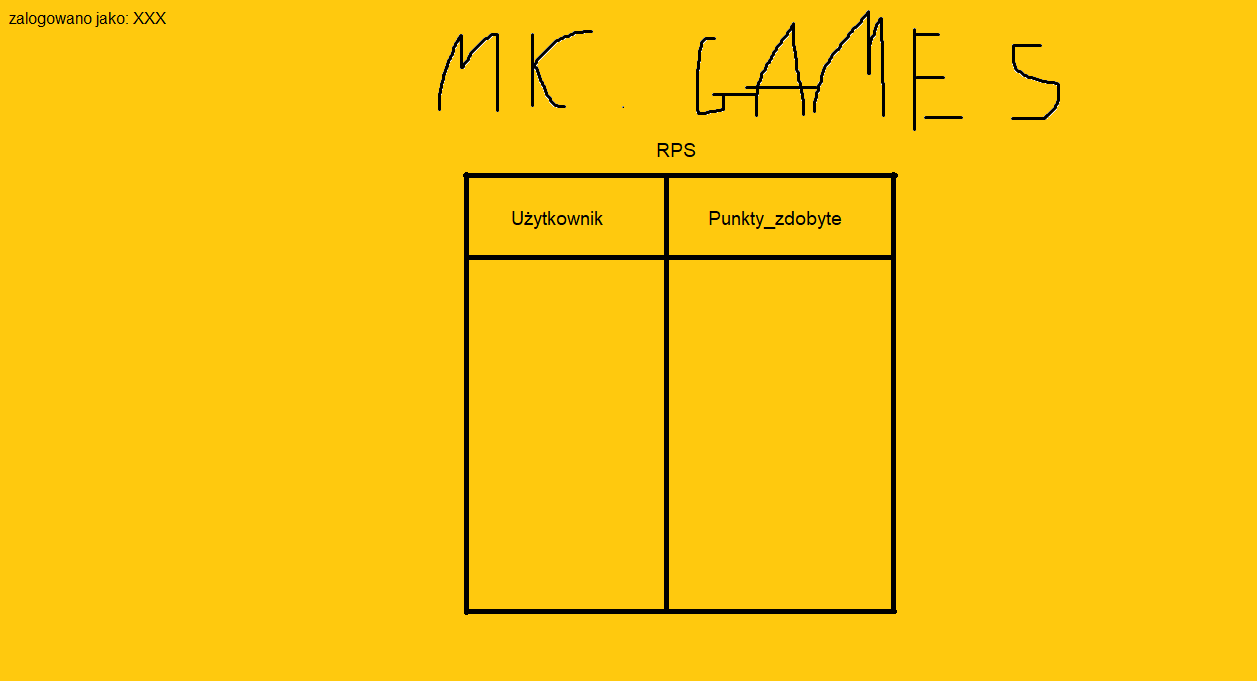 zalogowano jako: XXX
MK. GAMES
RPS
Użytkownik Punkty_zdobyte